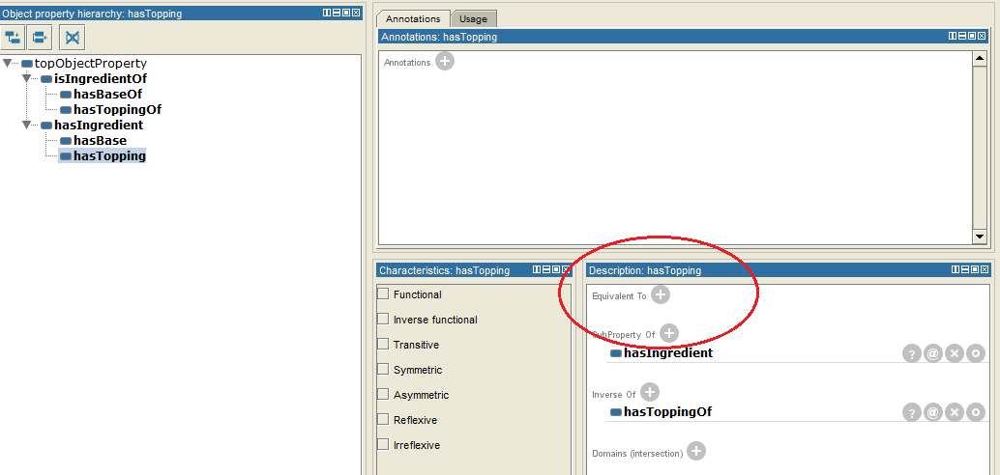 Object property hierarchy: hasTopping
topObjectProperty
isIngredientOf
hasBaseOf
hasToppingOf
hasIngredient
hasBase
hasTopping
Annotations Usage
Annotations: hasTopping
Annotations
Characteristics: hasTopping
Functional
Inverse functional
Transitive
Symmetric
Asymmetric
Reflexive
Irreflexive
Description: hasTopping
Equivalent To
SubProperty Of
hasIngredient
? @
Inverse Of
hasToppingOf
? @
Domains (intersection)